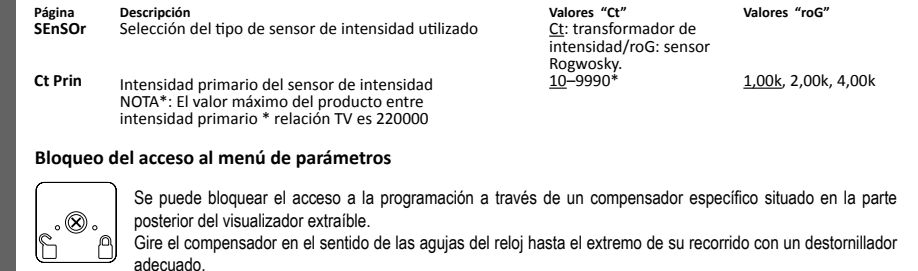 Página Descripción Valores “Ct” Valores “roG”
SEnSOr Selección del tipo de sensor de intensidad utilizado Ct: transformador de
intensidad/roG: sensor
Rogwosky.
Ct Prin Intensidad primario del sensor de intensidad 10–9990* 1,00k, 2,00k, 4,00k
NOTA*: El valor máximo del producto entre
intensidad primario * relación TV es 220000
Bloqueo del acceso al menú de parámetros
Se puede bloquear el acceso a la programación a través de un compensador específico situado en la parte
posterior del visualizador extraíble.
Gire el compensador en el sentido de las agujas del reloj hasta el extremo de su recorrido con un destornillador
adecuado.